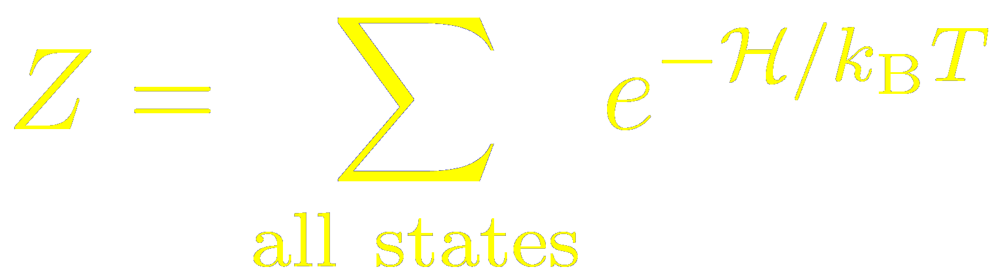 Z = ∑ e^{−ℋ/k_B T}
all states